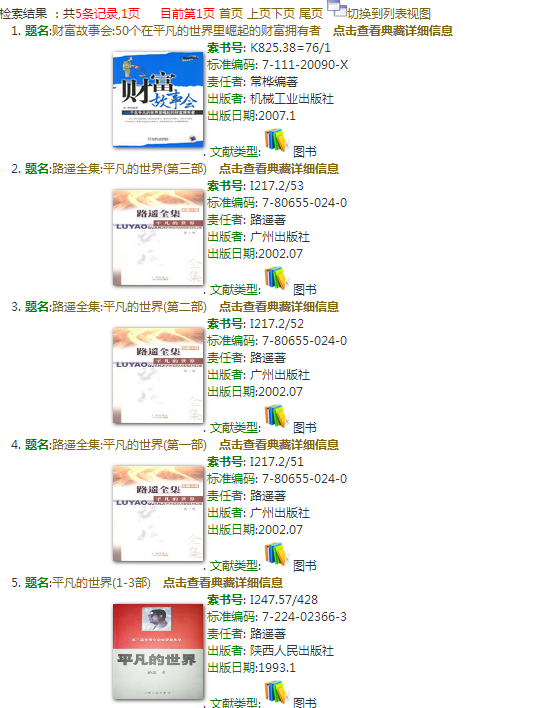 检索结果 ：共5条记录,1页 目前第1页 首页 上页下页 尾页 切换到列表视图
1. 题名:财富故事会:50个在平凡的世界里崛起的财富拥有者 点击查看典藏详细信息
财富
故事会
索书号: K825.38=76/1
标准编码: 7-111-20090-X
责任者: 常桦编著
出版者: 机械工业出版社
出版日期:2007.1
. 文献类型: 图书
2. 题名:路遥全集:平凡的世界(第三部) 点击查看典藏详细信息
路遥全集
平凡的世界
LUYAO
索书号: I217.2/53
标准编码: 7-80655-024-0
责任者: 路遥著
出版者: 广州出版社
出版日期:2002.07
. 文献类型: 图书
3. 题名:路遥全集:平凡的世界(第二部) 点击查看典藏详细信息
路遥全集
平凡的世界
LUYAO
索书号: I217.2/52
标准编码: 7-80655-024-0
责任者: 路遥著
出版者: 广州出版社
出版日期:2002.07
. 文献类型: 图书
4. 题名:路遥全集:平凡的世界(第一部) 点击查看典藏详细信息
路遥全集
平凡的世界
LUYAO
索书号: I217.2/51
标准编码: 7-80655-024-0
责任者: 路遥著
出版者: 广州出版社
出版日期:2002.07
. 文献类型: 图书
5. 题名:平凡的世界(1-3部) 点击查看典藏详细信息
平凡的世界
索书号: I247.57/428
标准编码: 7-224-02366-3
责任者: 路遥著
出版者: 陕西人民出版社
出版日期:1993.1
. 文献类型: 图书